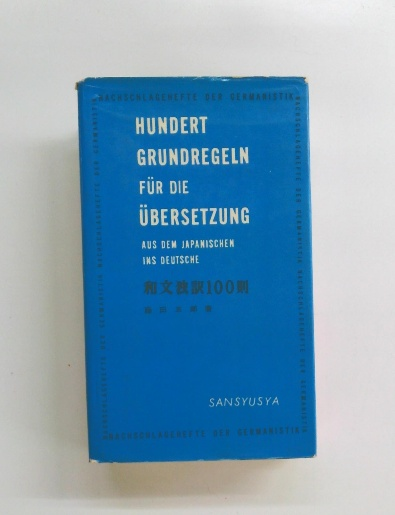 NACHSCHLAGEHEFTE DER GERMANISTIK
HUNDERT
GRUNDREGELN
FÜR DIE
ÜBERSETZUNG
AUS DEM JAPANISCHEN
INS DEUTSCHE
和文独訳100則
SANSYUSYA
NACHSCHLAGEHEFTE DER GERMANISTIK